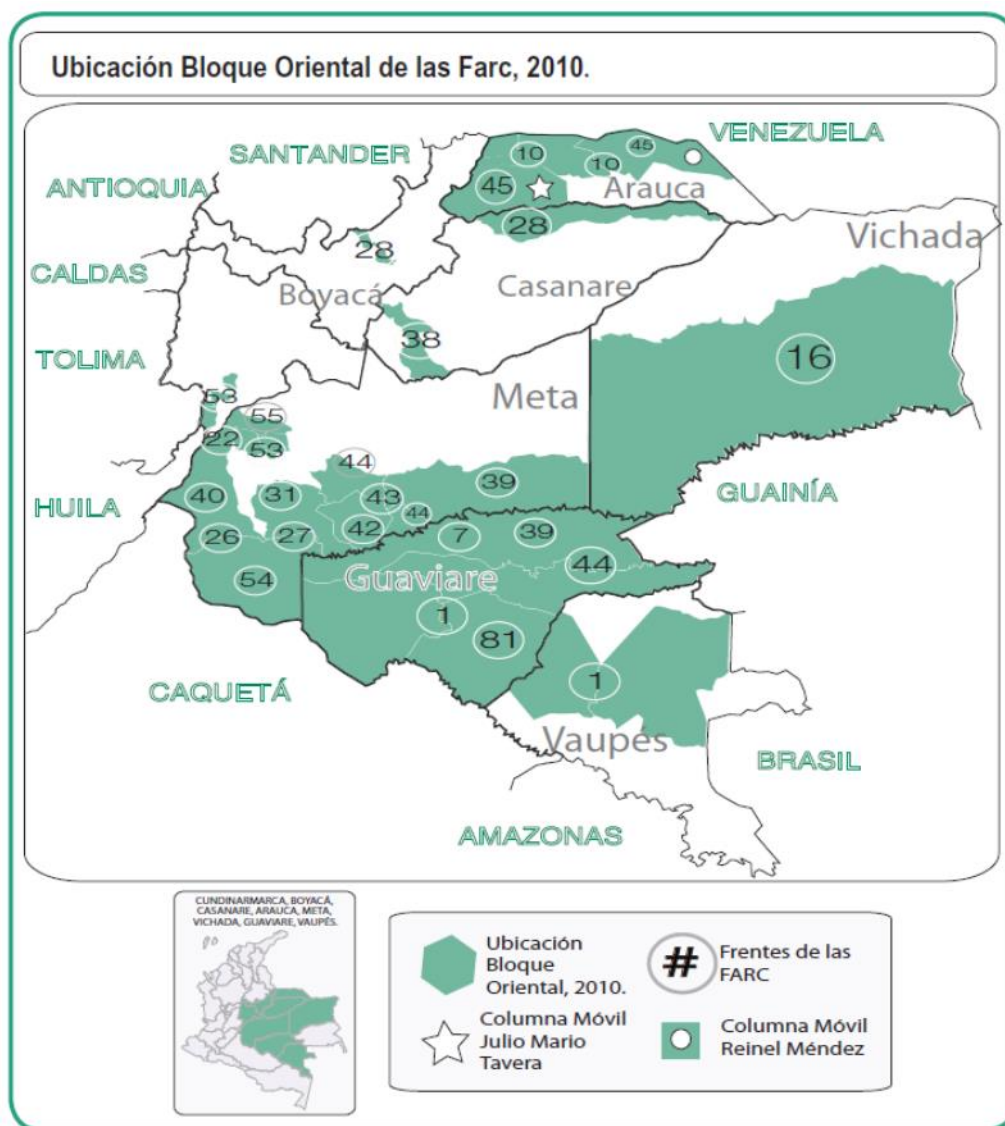 Ubicación Bloque Oriental de las Farc, 2010.
VENEZUELA
SANTANDER
ANTIOQUIA
10
45
10
45
Arauca
28
Vichada
28
CALDAS
Boyacá
Casanare
38
TOLIMA
16
53
Meta
55
22
53
44
39
GUAINÍA
40
31
43
HUILA
44
42
26
27
7
39
54
Guaviare
44
1
81
CAQUETÁ
1
Vaupés
BRASIL
AMAZONAS
CUNDINARMARCA, BOYACÁ,
CASANARE, ARAUCA, META,
VICHADA, GUAVIARE, VAUPÉS.
Ubicación
Bloque
Oriental, 2010.
#
Frentes de las
FARC
Columna Móvil
Julio Mario
Tavera
Columna Móvil
Reinel Méndez